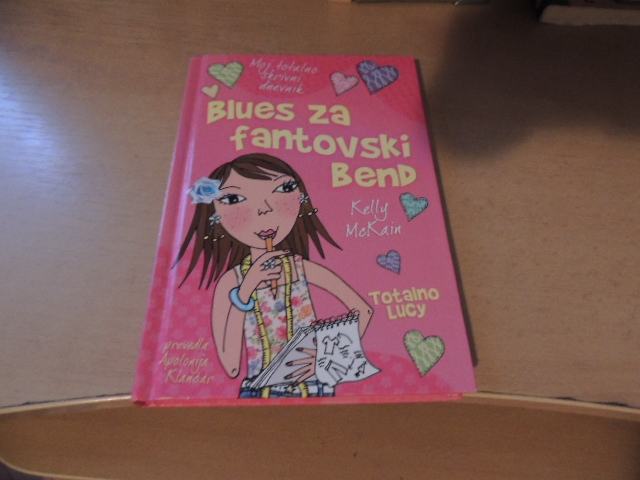 Moj totalno
skrivni
dnevnik
Blues za
fantovski
Bend
Kelly
McKain
Totalno
Lucy
prevedla
Apolonija
Klančar